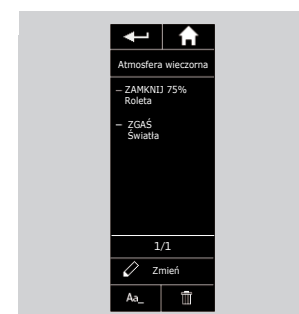 Atmosfera wieczorna
– ZAMKNIJ 75%
Roleta
– ZGAŚ
Światła
1/1
Zmień
Aa_